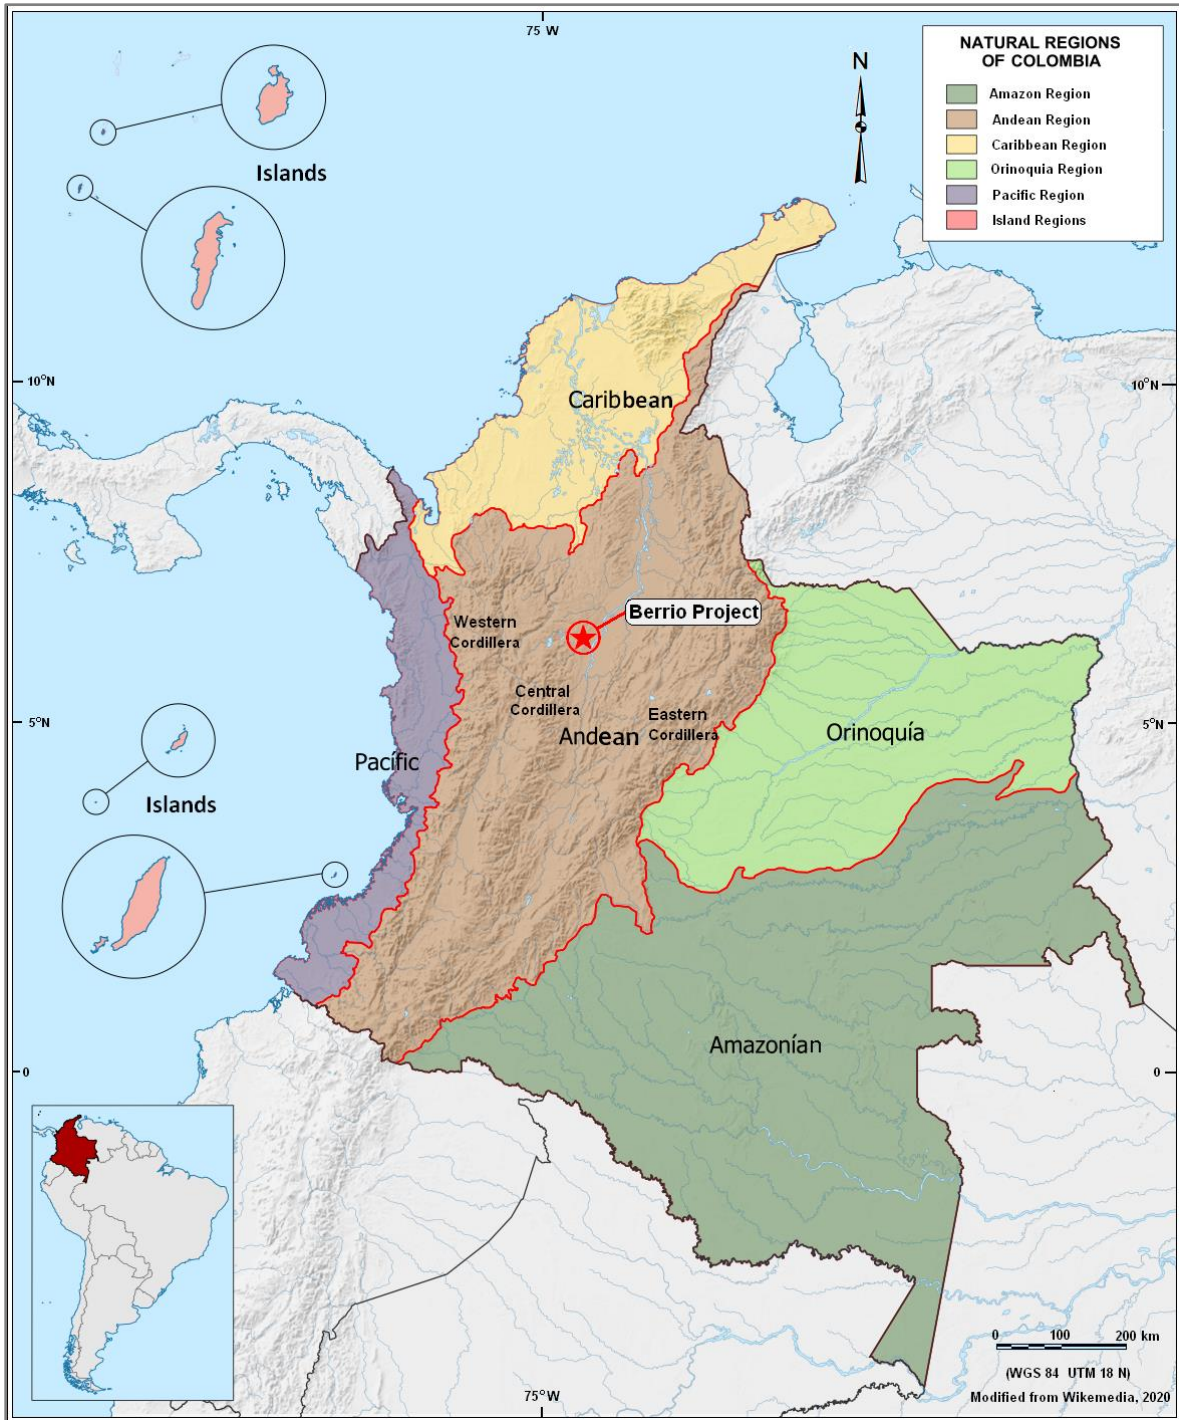 75 W
NATURAL REGIONS
OF COLOMBIA
Amazon Region
Andean Region
Caribbean Region
Orinoquia Region
Pacific Region
Island Regions
N
Islands
10°N
10°N
Caribbean
Berrio Project
Western
Cordillera
Central
Cordillera
Eastern
Cordillera
Andean
5°N
5°N
Orinoquía
Pacífic
Islands
Amazonían
0
0
0 100 200 km
(WGS 84 UTM 18 N)
Modified from Wikemedia, 2020
75°W